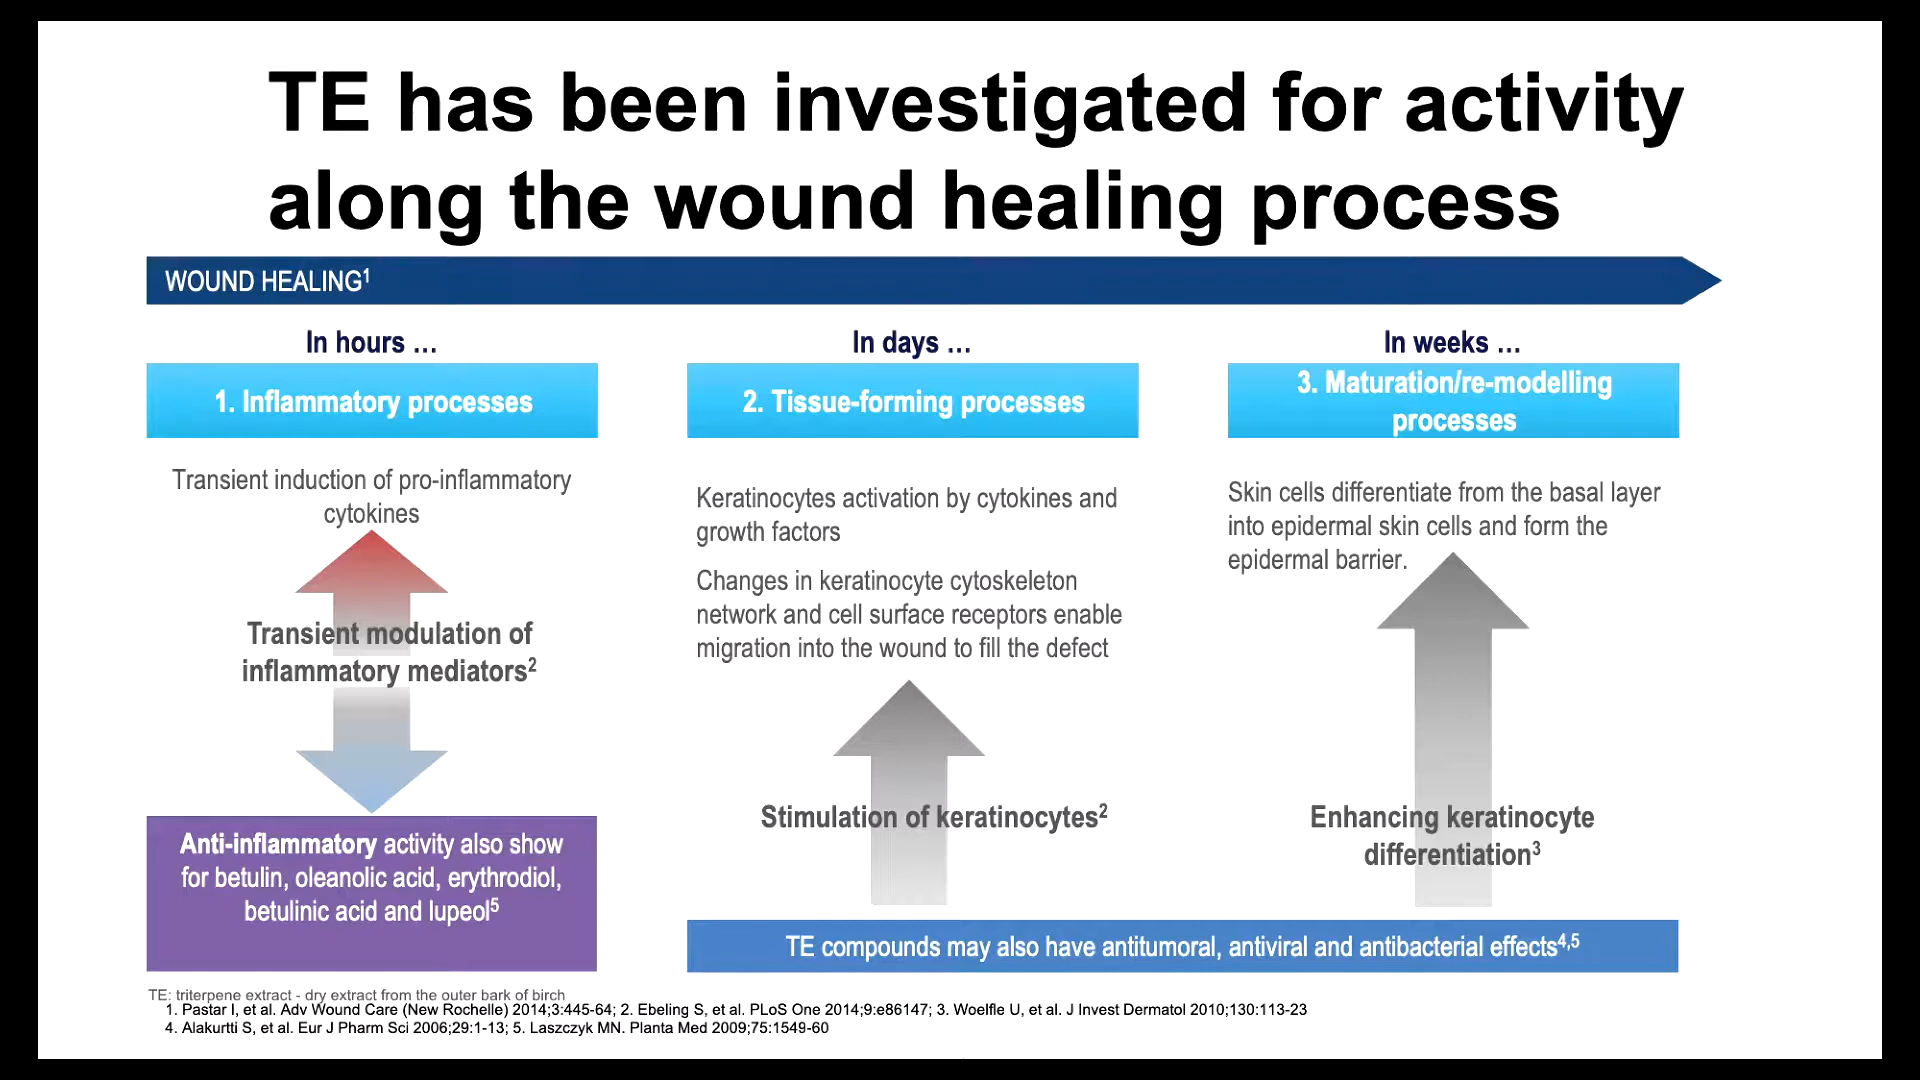 TE has been investigated for activity
along the wound healing process
WOUND HEALING1
In hours …
1. Inflammatory processes
Transient induction of pro-inflammatory
cytokines
Transient modulation of
inflammatory mediators2
Anti-inflammatory activity also show
for betulin, oleanolic acid, erythrodiol,
betulinic acid and lupeol5
In days …
2. Tissue-forming processes
Keratinocytes activation by cytokines and
growth factors
Changes in keratinocyte cytoskeleton
network and cell surface receptors enable
migration into the wound to fill the defect
Stimulation of keratinocytes2
In weeks …
3. Maturation/re-modelling
processes
Skin cells differentiate from the basal layer
into epidermal skin cells and form the
epidermal barrier.
Enhancing keratinocyte
differentiation3
TE compounds may also have antitumoral, antiviral and antibacterial effects4,5
TE: triterpene extract - dry extract from the outer bark of birch
1. Pastar I, et al. Adv Wound Care (New Rochelle) 2014;3:445-64; 2. Ebeling S, et al. PLoS One 2014;9:e86147; 3. Woelfle U, et al. J Invest Dermatol 2010;130:113-23
4. Alakurtti S, et al. Eur J Pharm Sci 2006;29:1-13; 5. Laszczyk MN. Planta Med 2009;75:1549-60